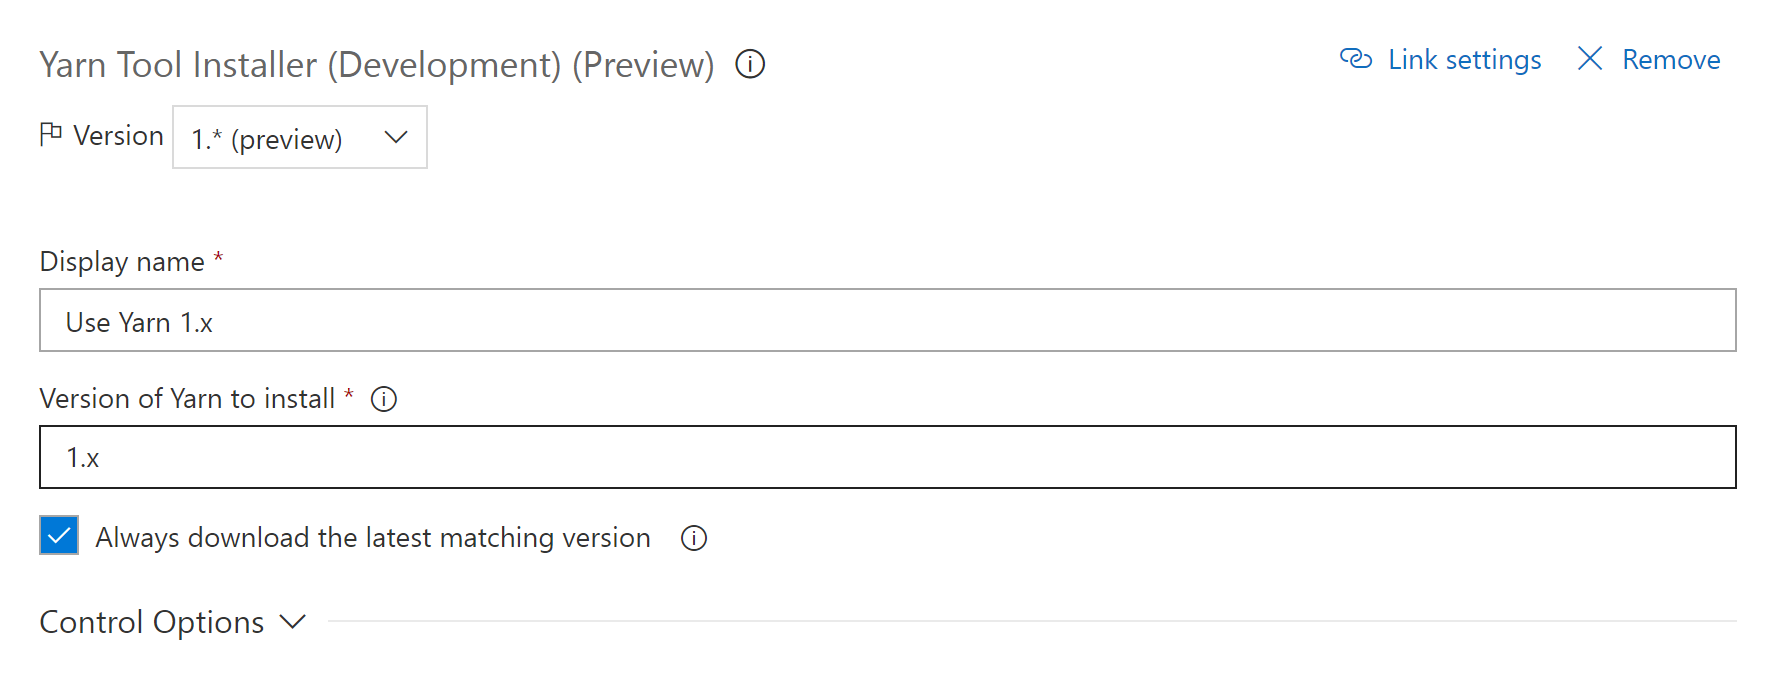 Yarn Tool Installer (Development) (Preview)
Link settings
Remove
Version
1.* (preview)
Display name *
Use Yarn 1.x
Version of Yarn to install *
1.x
Always download the latest matching version
Control Options